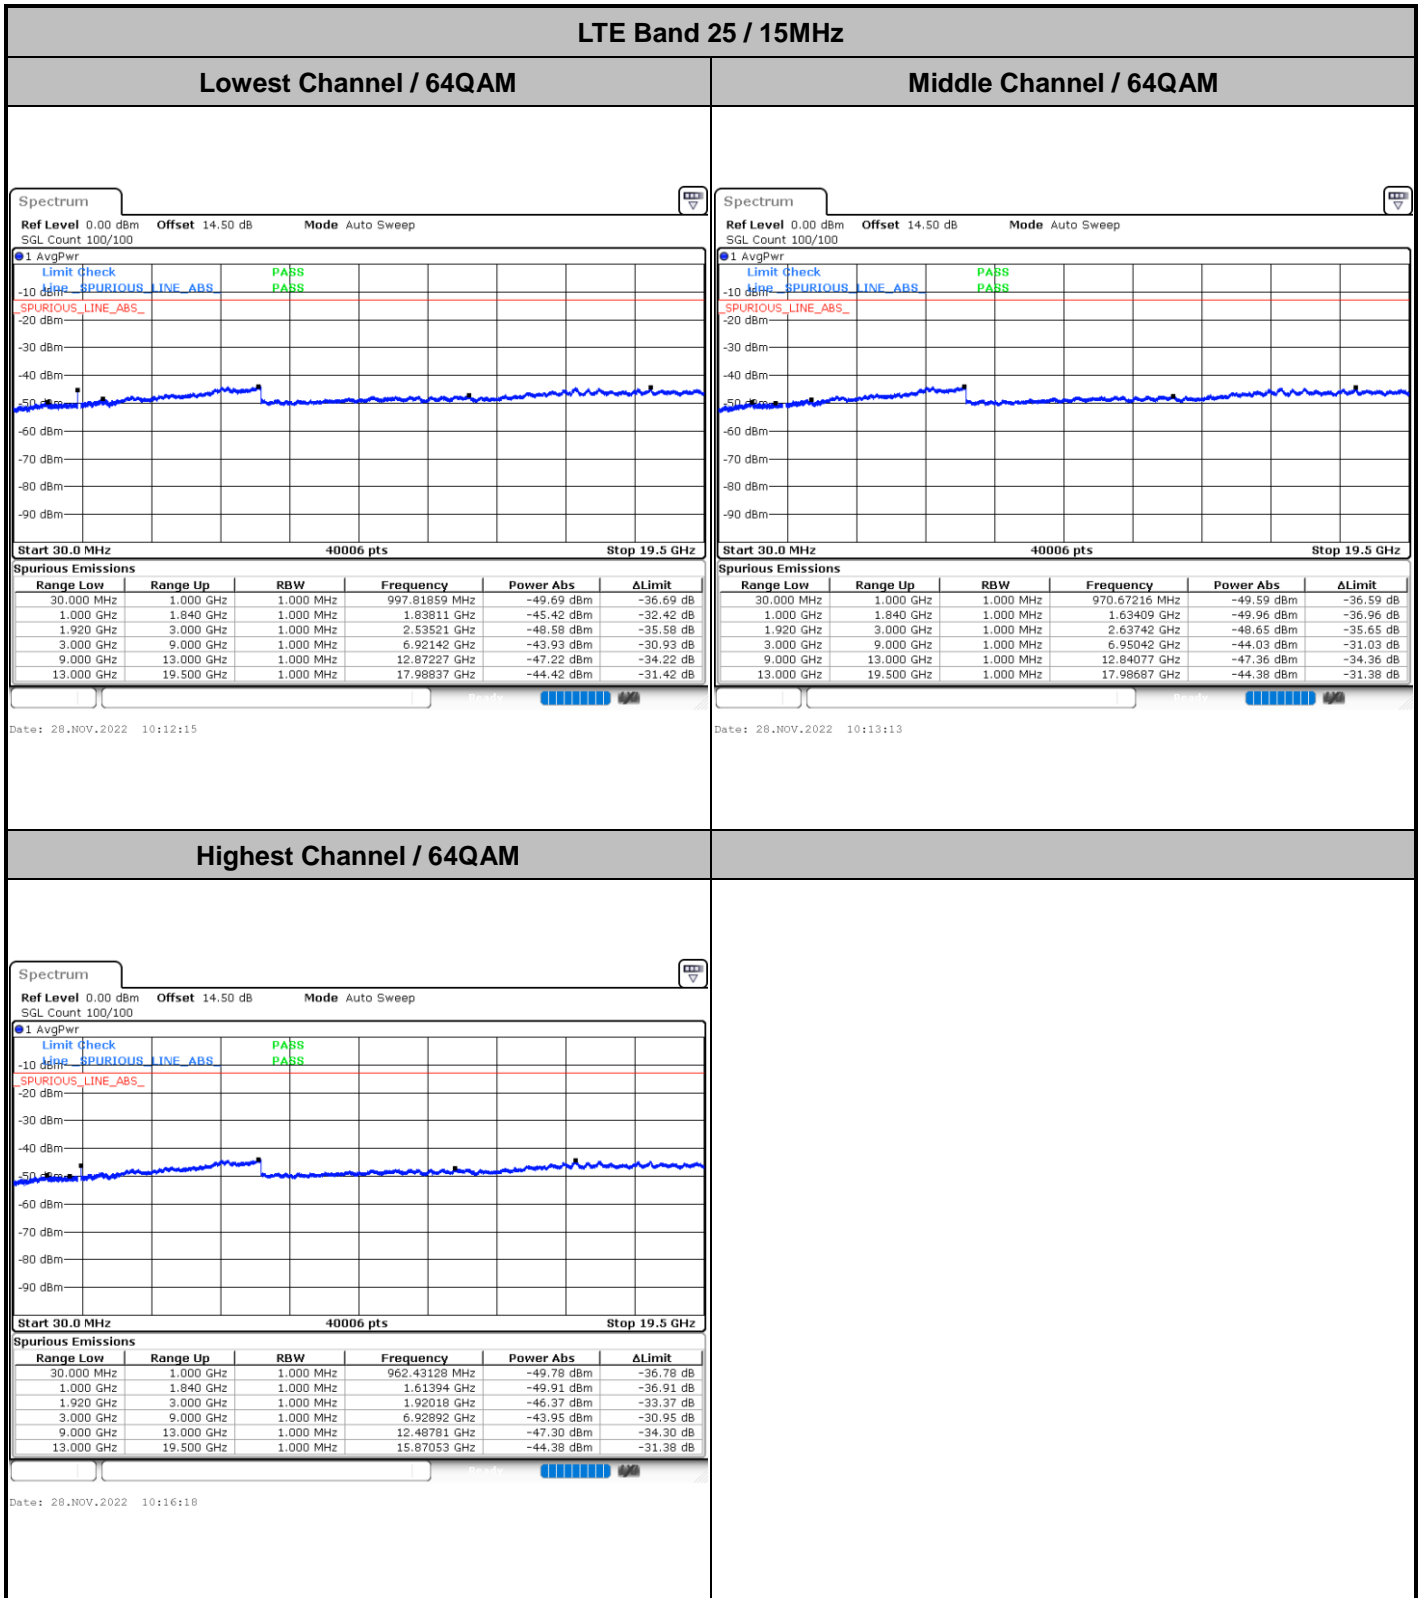 LTE Band 25 / 15MHz
Lowest Channel / 64QAM
Middle Channel / 64QAM
Spectrum
Ref Level 0.00 dBm Offset 14.50 dB Mode Auto Sweep
SGL Count 100/100
1 AvgPwr
Limit Check PASS
Line _SPURIOUS_LINE_ABS_ PASS
-10 dBm
_SPURIOUS_LINE_ABS_
-20 dBm
-30 dBm
-40 dBm
-50 dBm
-60 dBm
-70 dBm
-80 dBm
-90 dBm
Start 30.0 MHz 40006 pts Stop 19.5 GHz
Spurious Emissions
Range Low Range Up RBW Frequency Power Abs ΔLimit
30.000 MHz 1.000 GHz 1.000 MHz 997.81859 MHz -49.69 dBm -36.69 dB
1.000 GHz 1.840 GHz 1.000 MHz 1.83811 GHz -45.42 dBm -32.42 dB
1.920 GHz 3.000 GHz 1.000 MHz 2.53521 GHz -48.58 dBm -35.58 dB
3.000 GHz 9.000 GHz 1.000 MHz 6.92142 GHz -43.93 dBm -30.93 dB
9.000 GHz 13.000 GHz 1.000 MHz 12.87227 GHz -47.22 dBm -34.22 dB
13.000 GHz 19.500 GHz 1.000 MHz 17.98837 GHz -44.42 dBm -31.42 dB
Ready
Date: 28.NOV.2022 10:12:15
Spectrum
Ref Level 0.00 dBm Offset 14.50 dB Mode Auto Sweep
SGL Count 100/100
1 AvgPwr
Limit Check PASS
Line _SPURIOUS_LINE_ABS_ PASS
-10 dBm
_SPURIOUS_LINE_ABS_
-20 dBm
-30 dBm
-40 dBm
-50 dBm
-60 dBm
-70 dBm
-80 dBm
-90 dBm
Start 30.0 MHz 40006 pts Stop 19.5 GHz
Spurious Emissions
Range Low Range Up RBW Frequency Power Abs ΔLimit
30.000 MHz 1.000 GHz 1.000 MHz 970.67216 MHz -49.59 dBm -36.59 dB
1.000 GHz 1.840 GHz 1.000 MHz 1.63409 GHz -49.96 dBm -36.96 dB
1.920 GHz 3.000 GHz 1.000 MHz 2.63742 GHz -48.65 dBm -35.65 dB
3.000 GHz 9.000 GHz 1.000 MHz 6.95042 GHz -44.03 dBm -31.03 dB
9.000 GHz 13.000 GHz 1.000 MHz 12.84077 GHz -47.36 dBm -34.36 dB
13.000 GHz 19.500 GHz 1.000 MHz 17.98687 GHz -44.38 dBm -31.38 dB
Ready
Date: 28.NOV.2022 10:13:13
Highest Channel / 64QAM
Spectrum
Ref Level 0.00 dBm Offset 14.50 dB Mode Auto Sweep
SGL Count 100/100
1 AvgPwr
Limit Check PASS
Line _SPURIOUS_LINE_ABS_ PASS
-10 dBm
_SPURIOUS_LINE_ABS_
-20 dBm
-30 dBm
-40 dBm
-50 dBm
-60 dBm
-70 dBm
-80 dBm
-90 dBm
Start 30.0 MHz 40006 pts Stop 19.5 GHz
Spurious Emissions
Range Low Range Up RBW Frequency Power Abs ΔLimit
30.000 MHz 1.000 GHz 1.000 MHz 962.43128 MHz -49.78 dBm -36.78 dB
1.000 GHz 1.840 GHz 1.000 MHz 1.61394 GHz -49.91 dBm -36.91 dB
1.920 GHz 3.000 GHz 1.000 MHz 1.92018 GHz -46.37 dBm -33.37 dB
3.000 GHz 9.000 GHz 1.000 MHz 6.92892 GHz -43.95 dBm -30.95 dB
9.000 GHz 13.000 GHz 1.000 MHz 12.48781 GHz -47.30 dBm -34.30 dB
13.000 GHz 19.500 GHz 1.000 MHz 15.87053 GHz -44.38 dBm -31.38 dB
Ready
Date: 28.NOV.2022 10:16:18